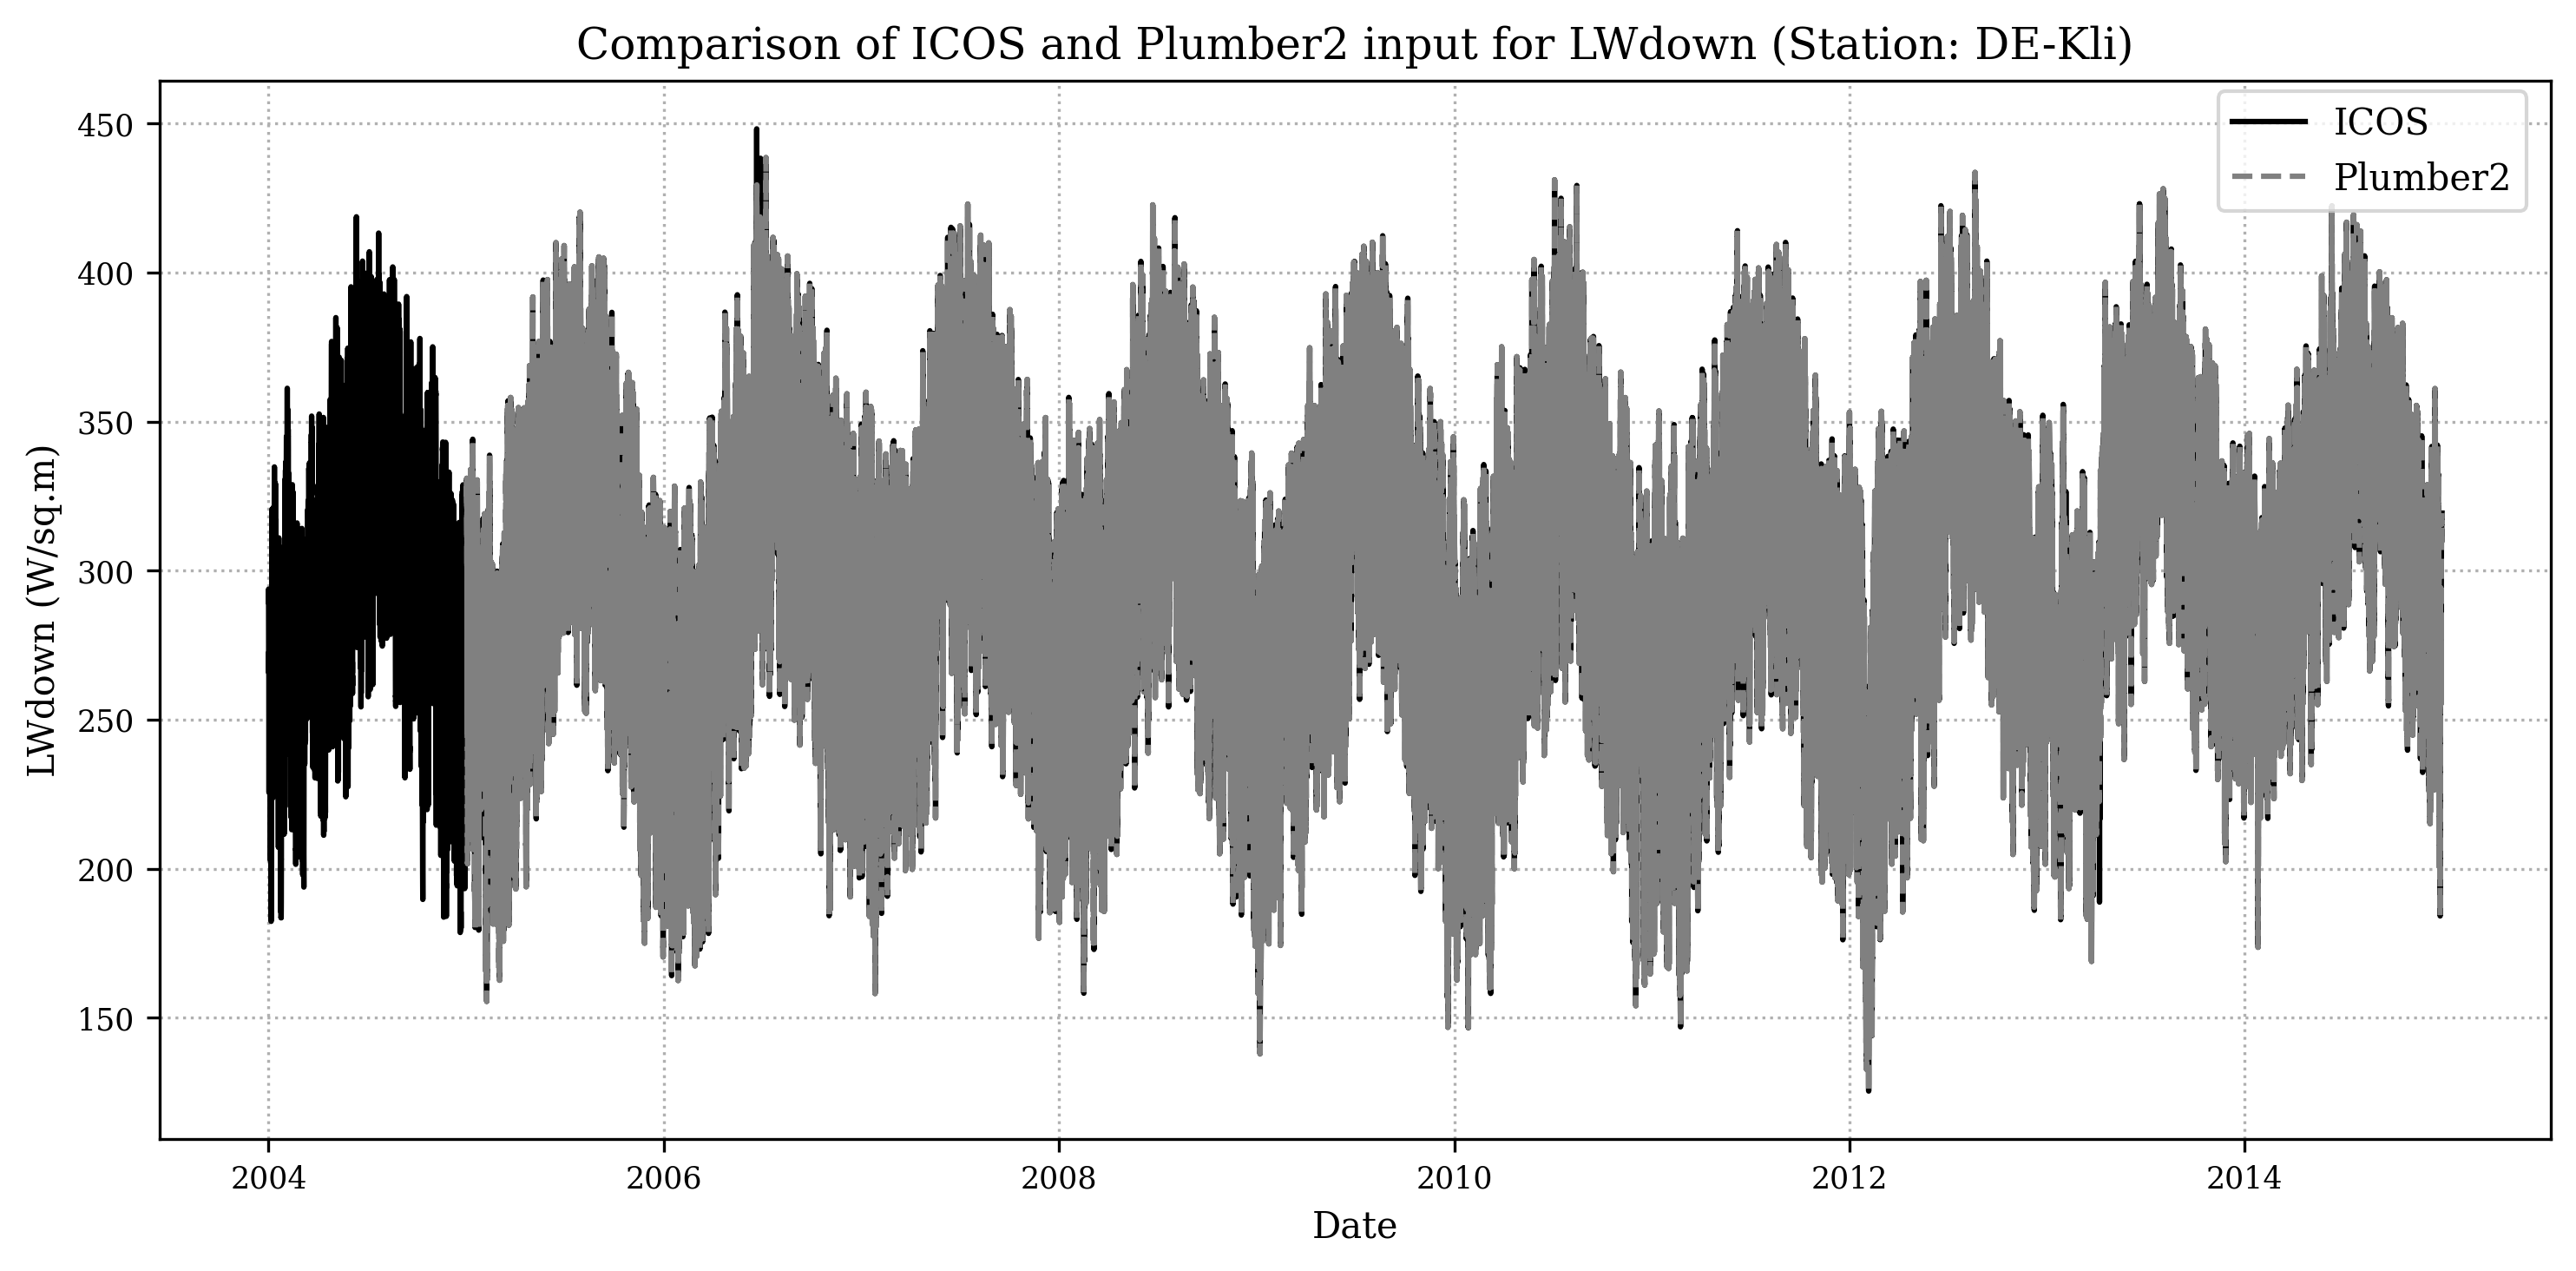 Comparison of ICOS and Plumber2 input for LWdown (Station: DE-Kli)
ICOS
Plumber2
LWdown (W/sq.m)
450
400
350
300
250
200
150
2004
2006
2008
2010
2012
2014
Date